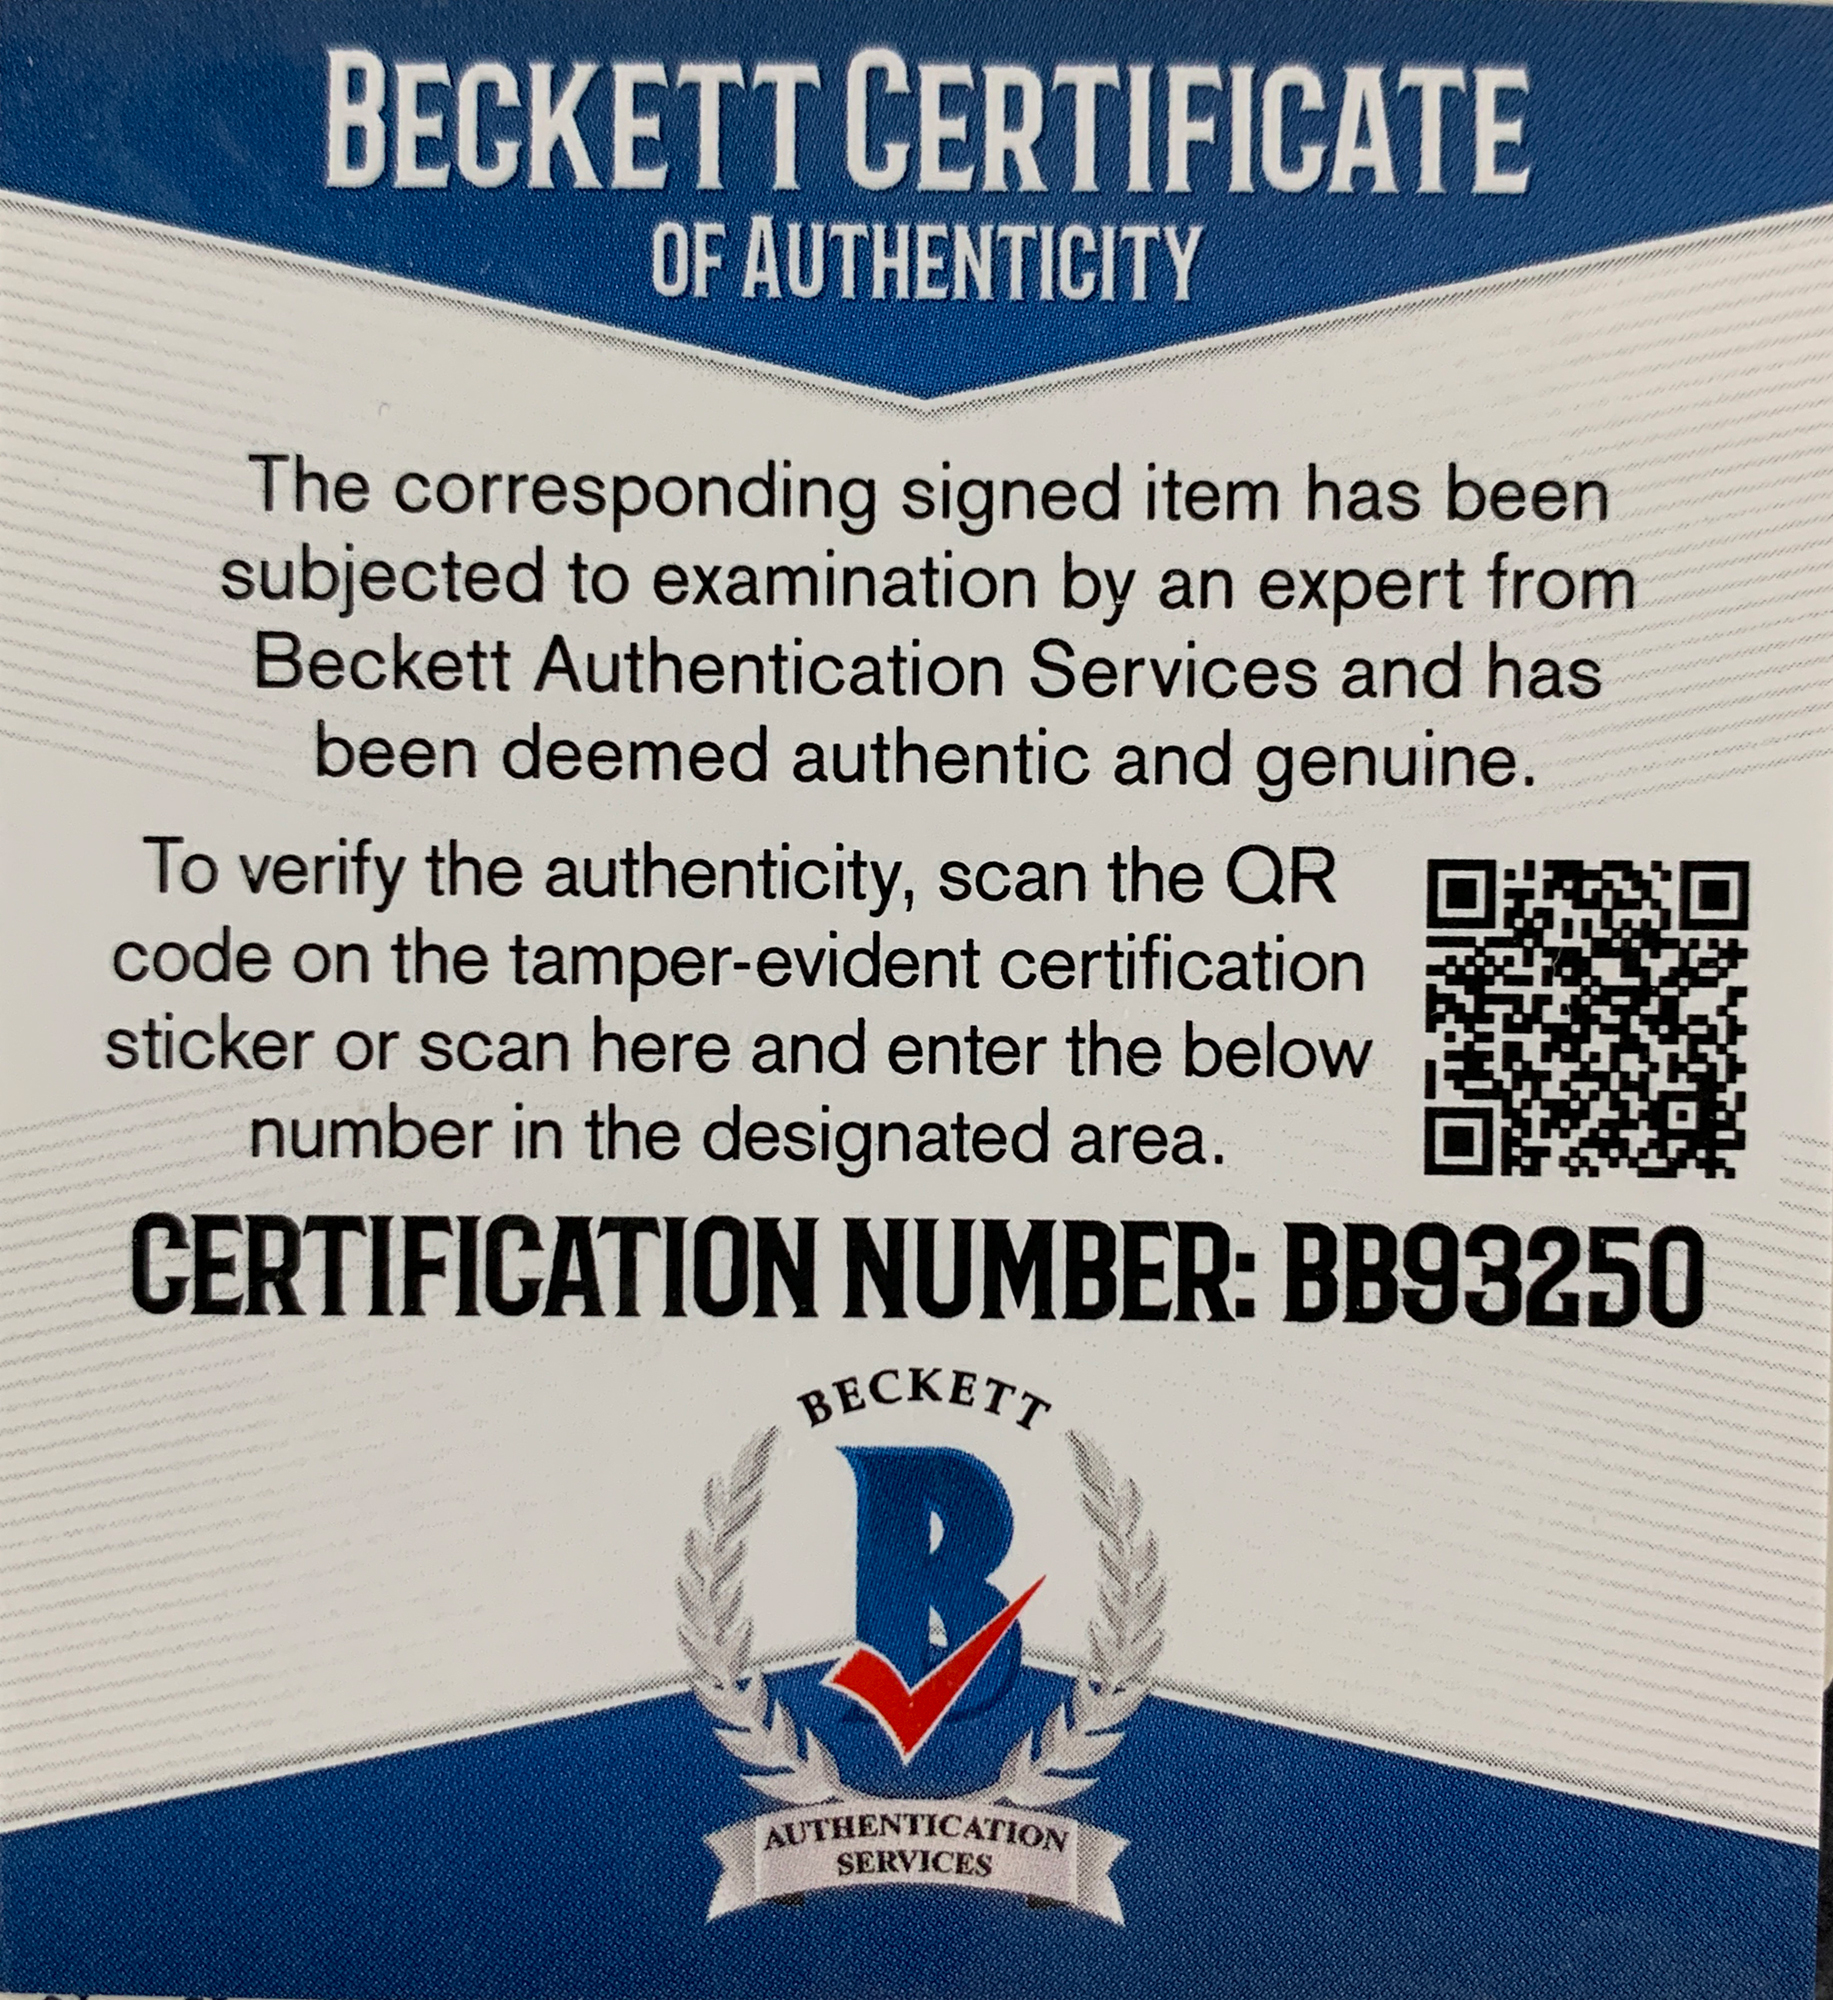 BECKETT CERTIFICATE
OF AUTHENTICITY
The corresponding signed item has been
subjected to examination by an expert from
Beckett Authentication Services and has
been deemed authentic and genuine.
To verify the authenticity, scan the QR
code on the tamper-evident certification
sticker or scan here and enter the below
number in the designated area.
CERTIFICATION NUMBER: BB93250
BECKETT
B
AUTHENTICATION
SERVICES